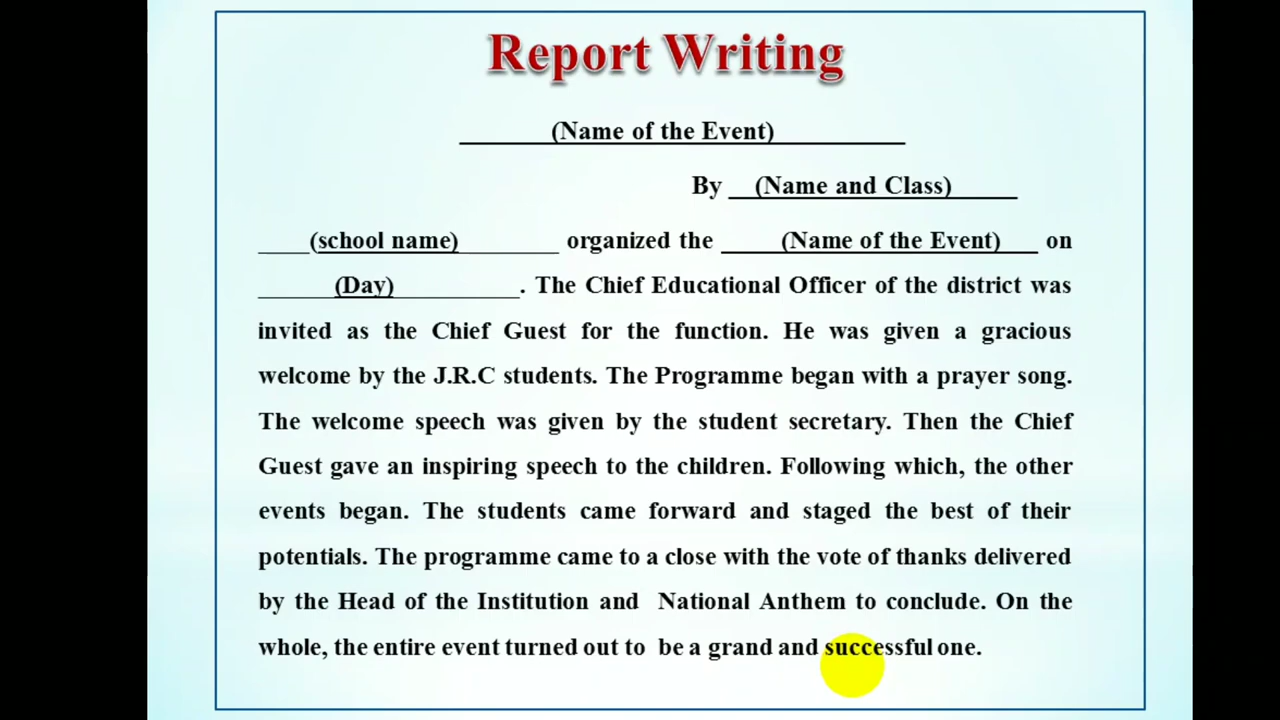 Report Writing
______(Name of the Event)__________
By __(Name and Class)_____
____(school name)________ organized the _____(Name of the Event)___ on
______(Day)__________. The Chief Educational Officer of the district was
invited as the Chief Guest for the function. He was given a gracious
welcome by the J.R.C students. The Programme began with a prayer song.
The welcome speech was given by the student secretary. Then the Chief
Guest gave an inspiring speech to the children. Following which, the other
events began. The students came forward and staged the best of their
potentials. The programme came to a close with the vote of thanks delivered
by the Head of the Institution and National Anthem to conclude. On the
whole, the entire event turned out to be a grand and successful one.